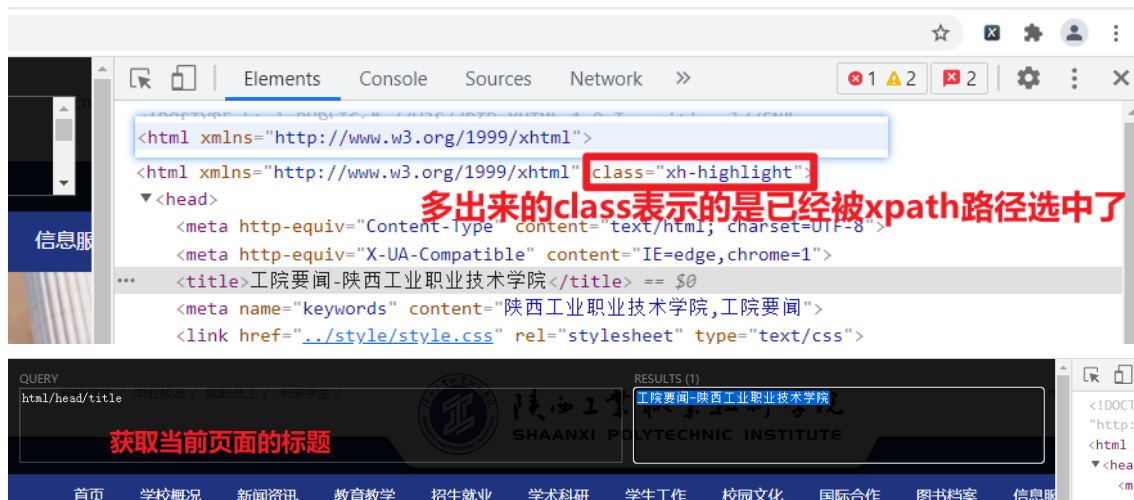 Elements Console Sources Network » 1 2 2
<html xmlns="http://www.w3.org/1999/xhtml">
<html xmlns="http://www.w3.org/1999/xhtml" class="xh-highlight">
▼<head>
多出来的class表示的是已经被xpath路径选中了
<meta http-equiv="Content-Type" content="text/html; charset=UTF-8">
信息服
<meta http-equiv="X-UA-Compatible" content="IE=edge,chrome=1">
<title>工院要闻-陕西工业职业技术学院</title> == $0
<meta name="keywords" content="陕西工业职业技术学院,工院要闻">
<link href="../style/style.css" rel="stylesheet" type="text/css">
QUERY
html/head/title
获取当前页面的标题
RESULTS (1)
工院要闻-陕西工业职业技术学院
SHAANXI POLYTECHNIC INSTITUTE
<!DOCT
"http:
<html
▼<hea
<m
首页 学校概况 新闻资讯 教育教学 招生就业 学术科研 学生工作 校园文化 国际合作 图书档案 信息服